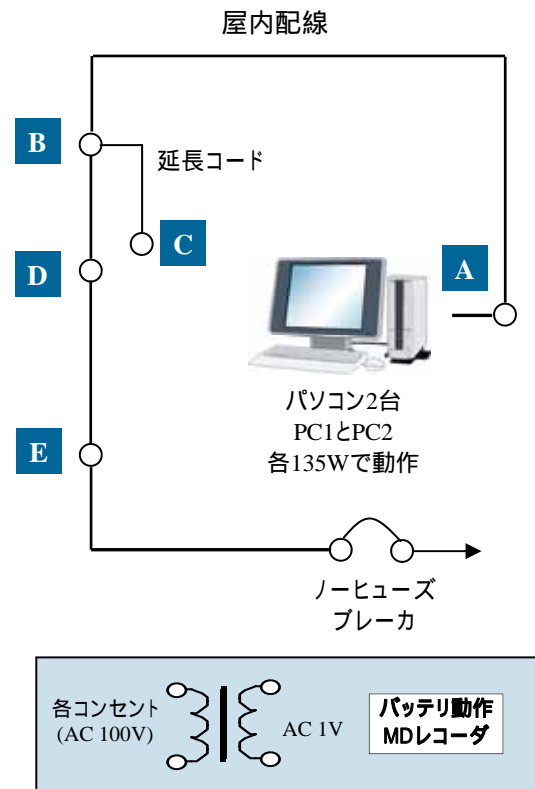 屋内配線
B
延長コード
C
D
A
パソコン2台
PC1とPC2
各135Wで動作
E
ノーヒューズ
ブレーカ
各コンセント
(AC 100V)
AC 1V
バッテリ動作
MDレコーダ